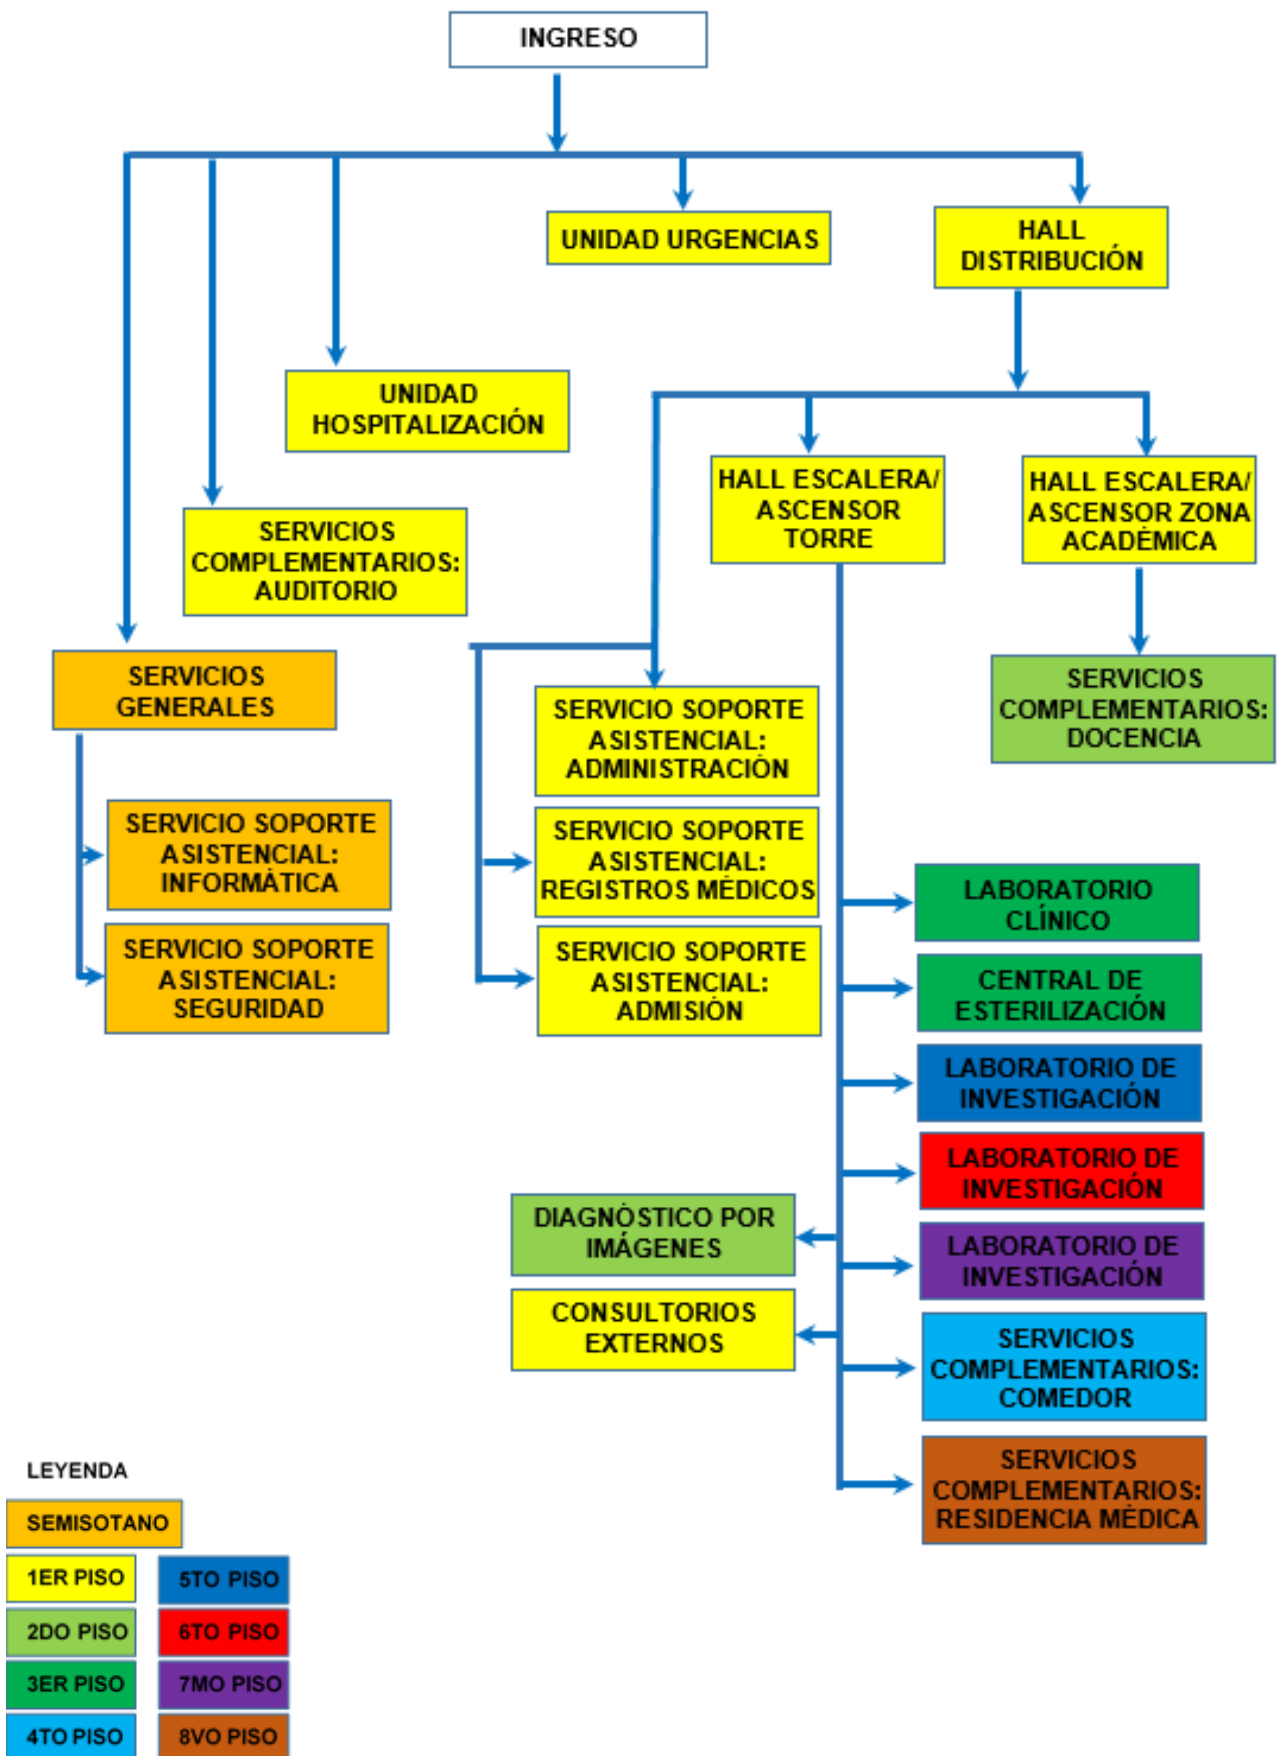 INGRESO
UNIDAD URGENCIAS
HALL
DISTRIBUCIÓN
UNIDAD
HOSPITALIZACIÓN
SERVICIOS
COMPLEMENTARIOS:
AUDITORIO
HALL ESCALERA/
ASCENSOR
TORRE
HALL ESCALERA/
ASCENSOR ZONA
ACADÉMICA
SERVICIOS
GENERALES
SERVICIO SOPORTE
ASISTENCIAL:
INFORMÁTICA
SERVICIO SOPORTE
ASISTENCIAL:
SEGURIDAD
SERVICIO SOPORTE
ASISTENCIAL:
ADMINISTRACIÓN
SERVICIO SOPORTE
ASISTENCIAL:
REGISTROS MÉDICOS
SERVICIO SOPORTE
ASISTENCIAL:
ADMISIÓN
SERVICIOS
COMPLEMENTARIOS:
DOCENCIA
LABORATORIO
CLÍNICO
CENTRAL DE
ESTERILIZACIÓN
LABORATORIO DE
INVESTIGACIÓN
LABORATORIO DE
INVESTIGACIÓN
LABORATORIO DE
INVESTIGACIÓN
DIAGNÓSTICO POR
IMÁGENES
CONSULTORIOS
EXTERNOS
SERVICIOS
COMPLEMENTARIOS:
COMEDOR
SERVICIOS
COMPLEMENTARIOS:
RESIDENCIA MÉDICA
LEYENDA
SEMISOTANO
1ER PISO
2DO PISO
3ER PISO
4TO PISO
5TO PISO
6TO PISO
7MO PISO
8VO PISO